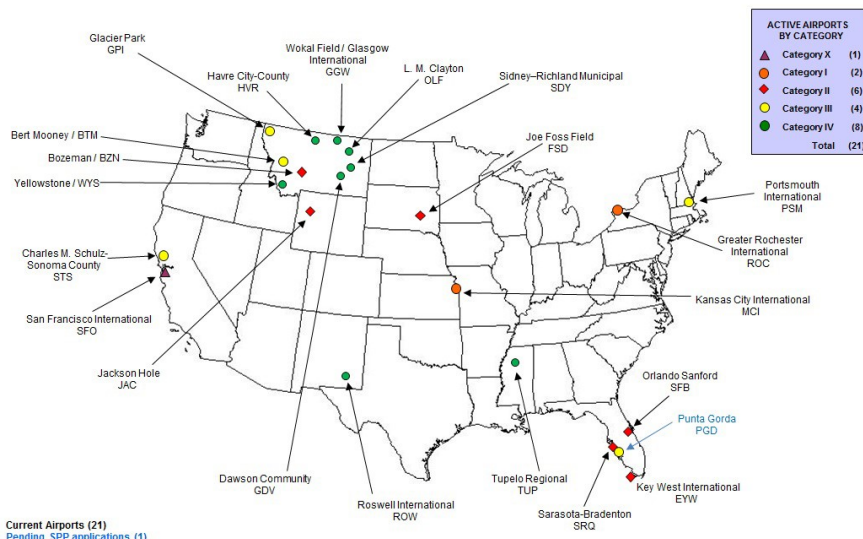 Glacier Park
GPI
Wokal Field / Glasgow
International
GGW
Havre City-County
HVR
L. M. Clayton
OLF
Sidney–Richland Municipal
SDY
ACTIVE AIRPORTS
BY CATEGORY
Category X (1)
Category I (2)
Category II (6)
Category III (4)
Category IV (8)
Total (21)
Bert Mooney / BTM
Bozeman / BZN
Yellowstone / WYS
Joe Foss Field
FSD
Portsmouth
International
PSM
Greater Rochester
International
ROC
Charles M. Schulz-
Sonoma County
STS
San Francisco International
SFO
Kansas City International
MCI
Jackson Hole
JAC
Orlando Sanford
SFB
Punta Gorda
PGD
Dawson Community
GDV
Roswell International
ROW
Tupelo Regional
TUP
Key West International
EYW
Sarasota-Bradenton
SRQ
Current Airports (21)
Pending SPP applications (1)